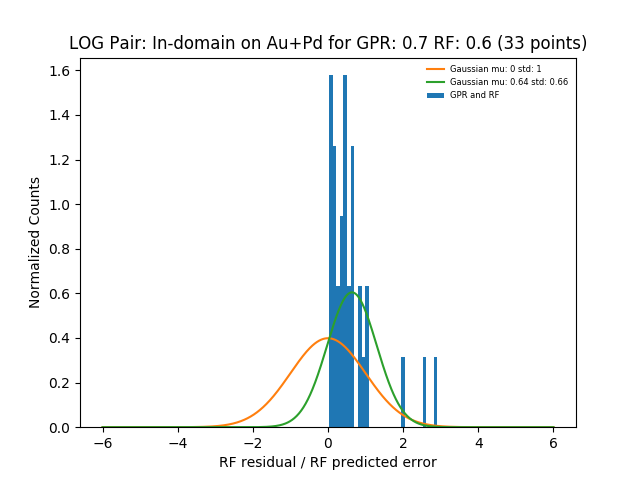 LOG Pair: In-domain on Au+Pd for GPR: 0.7 RF: 0.6 (33 points)
Gaussian mu: 0 std: 1
Gaussian mu: 0.64 std: 0.66
GPR and RF
Normalized Counts
1.6
1.4
1.2
1.0
0.8
0.6
0.4
0.2
0.0
−6 −4 −2 0 2 4 6
RF residual / RF predicted error